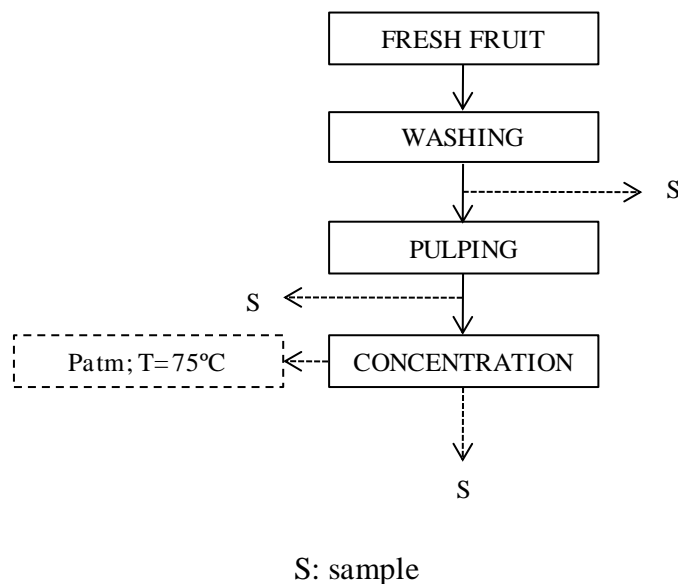 FRESH FRUIT
WASHING
S
PULPING
S
Patm; T=75ºC
CONCENTRATION
S
S: sample